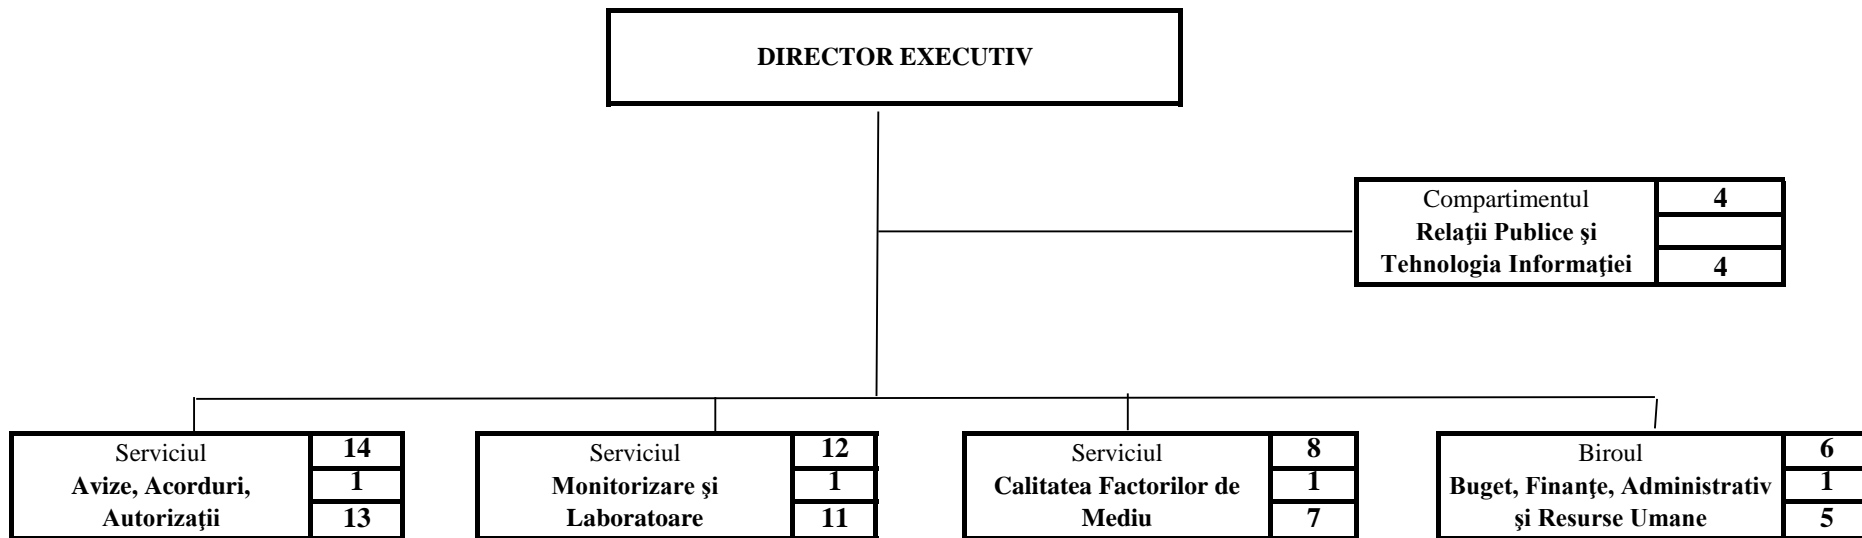 DIRECTOR EXECUTIV
Compartimentul 4
Relaţii Publice şi
Tehnologia Informaţiei 4
Serviciul 14
Avize, Acorduri, 1
Autorizaţii 13
Serviciul 12
Monitorizare şi 1
Laboratoare 11
Serviciul 8
Calitatea Factorilor de 1
Mediu 7
Biroul 6
Buget, Finanţe, Administrativ 1
şi Resurse Umane 5